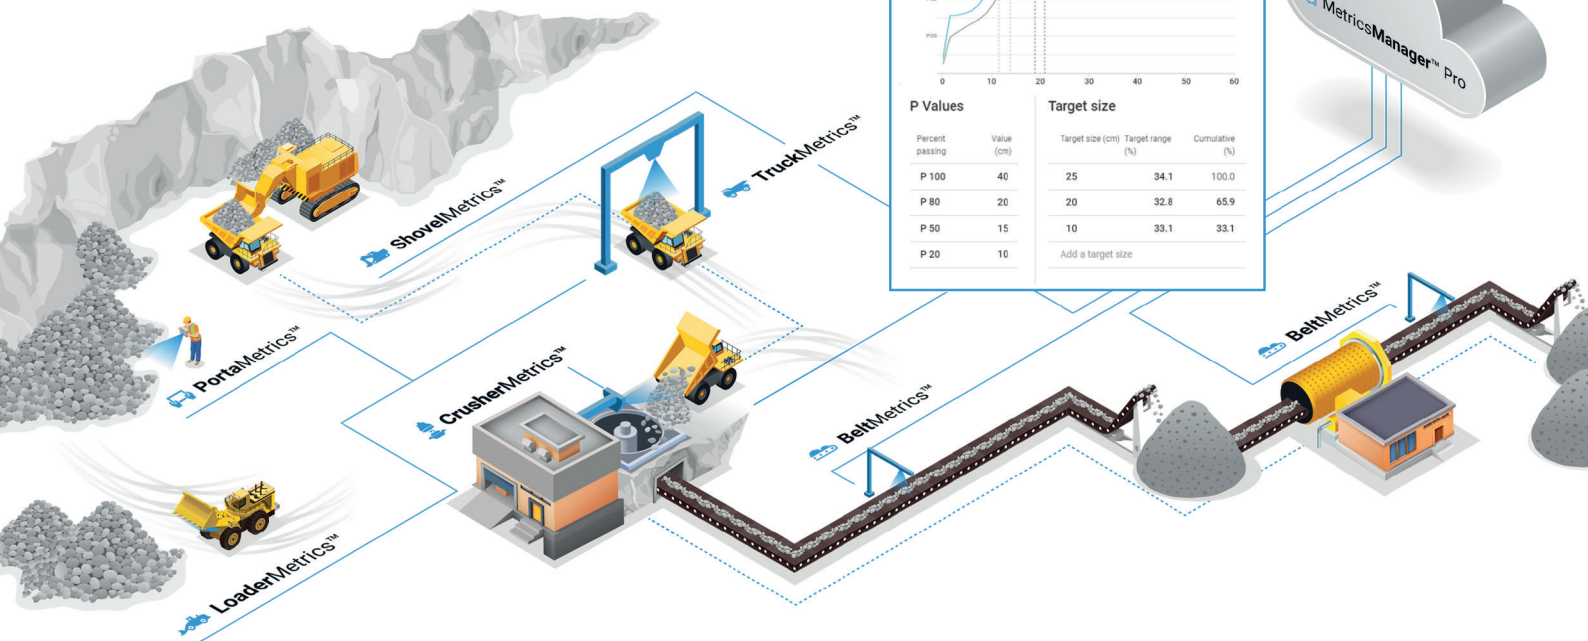 MetricsManager™ Pro
P20
0 10 20 30 40 50 60
P Values
Target size
Percent passing
Value (cm)
Target size (cm)
Target range (%)
Cumulative (%)
P 100 40
25 34.1 100.0
P 80 20
20 32.8 65.9
P 50 15
10 33.1 33.1
P 20 10
Add a target size
TruckMetrics™
ShovelMetrics™
PortaMetrics™
CrusherMetrics™
BeltMetrics™
BeltMetrics™
LoaderMetrics™